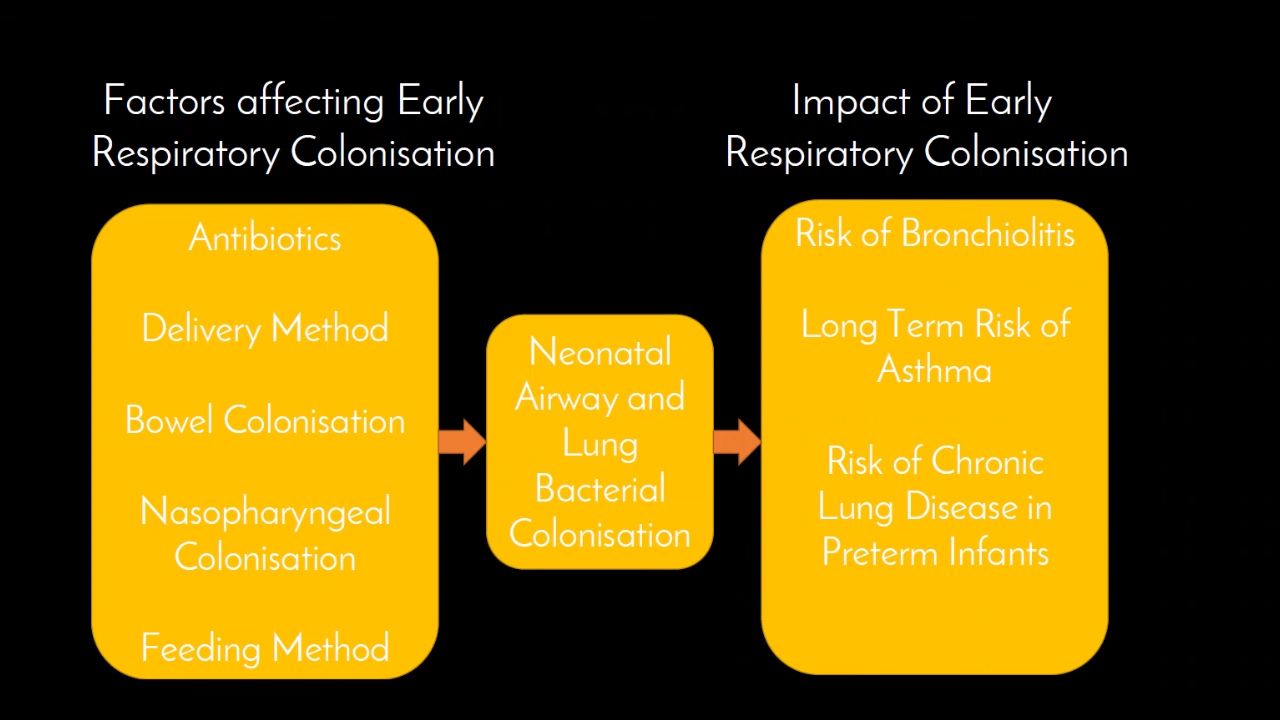 Factors affecting Early
Respiratory Colonisation
Antibiotics
Delivery Method
Bowel Colonisation
Nasopharyngeal
Colonisation
Feeding Method
Neonatal
Airway and
Lung
Bacterial
Colonisation
Impact of Early
Respiratory Colonisation
Risk of Bronchiolitis
Long Term Risk of
Asthma
Risk of Chronic
Lung Disease in
Preterm Infants